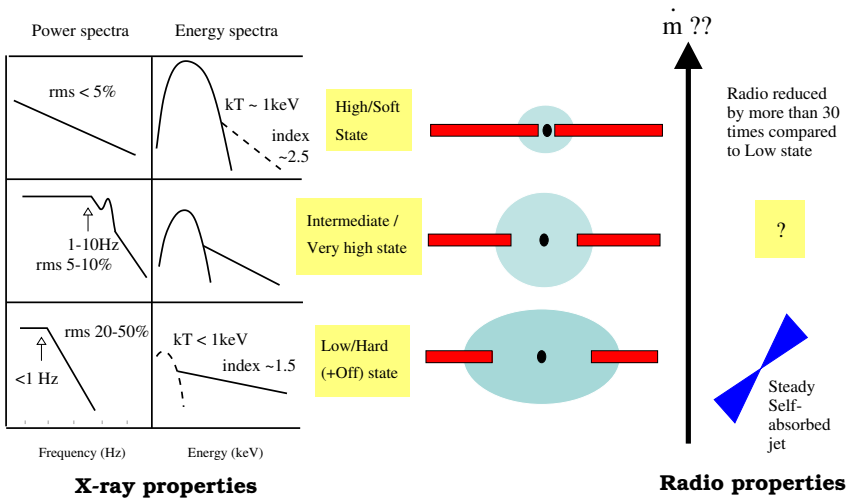 Power spectra
Energy spectra
ṁ ??
rms < 5%
kT ~ 1keV
index
~2.5
High/Soft
State
Radio reduced
by more than 30
times compared
to Low state
1-10Hz
rms 5-10%
Intermediate /
Very high state
?
rms 20-50%
<1 Hz
kT < 1keV
index ~1.5
Low/Hard
(+Off) state
Steady
Self-
absorbed
jet
Frequency (Hz)
Energy (keV)
X-ray properties
Radio properties